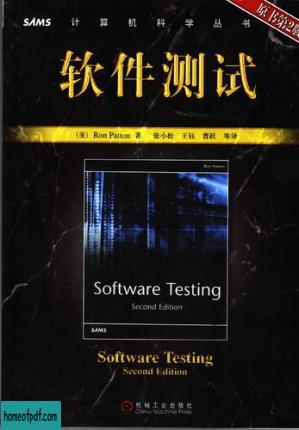 SAMS 计算机科学丛书
原书第2版
软件测试
(美) Ron Patton 著 张小松 王钰 曹跃 等译
Ron Patton
Software Testing
Second Edition
SAMS
Software Testing
Second Edition
机械工业出版社
China Machine Press
homeofpdf.com